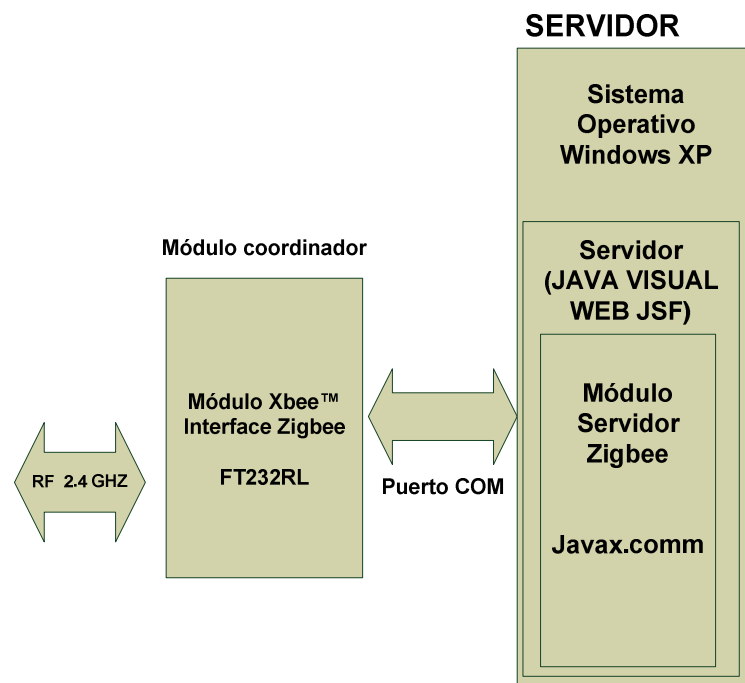 SERVIDOR
Sistema
Operativo
Windows XP
Servidor
(JAVA VISUAL
WEB JSF)
Módulo
Servidor
Zigbee
Javax.comm
Módulo coordinador
Módulo Xbee™
Interface Zigbee
FT232RL
Puerto COM
RF 2.4 GHZ